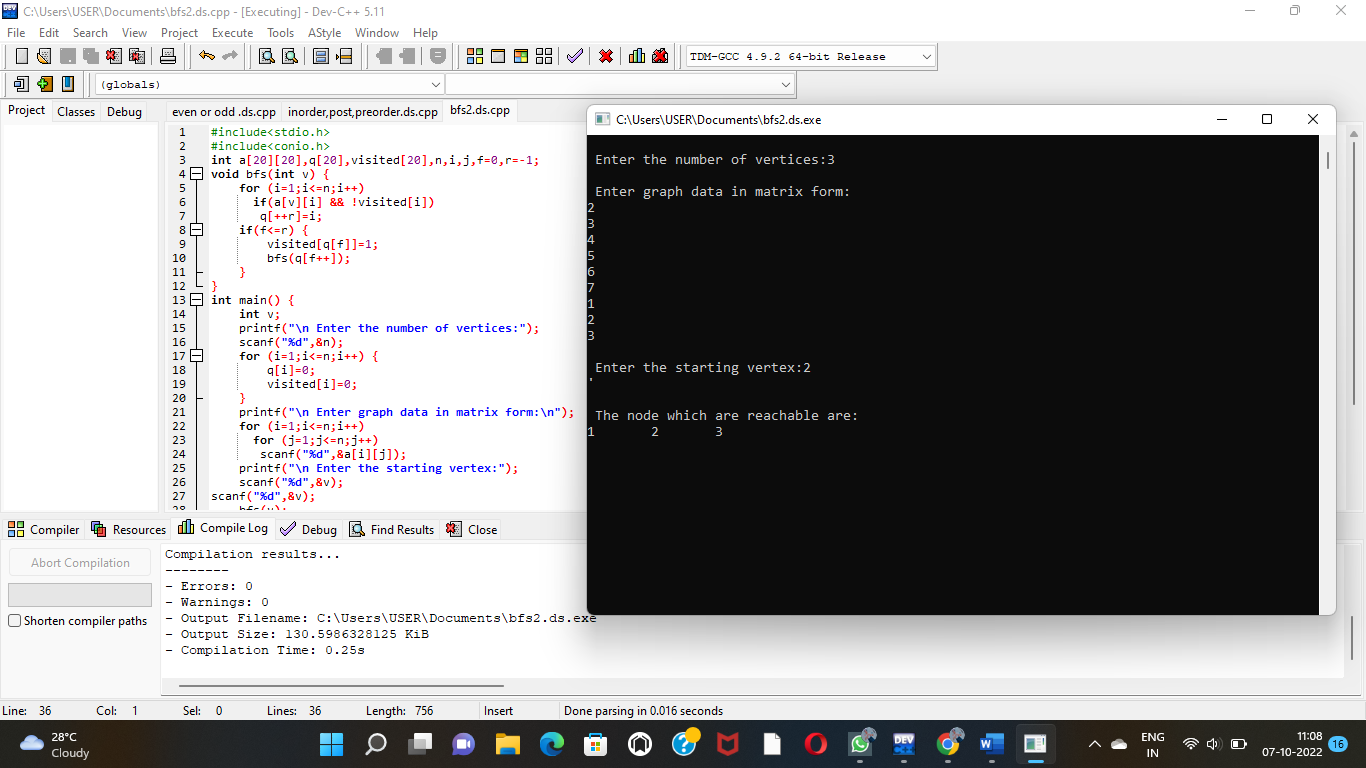 C:\Users\USER\Documents\bfs2.ds.cpp - [Executing] - Dev-C++ 5.11
File Edit Search View Project Execute Tools AStyle Window Help
TDM-GCC 4.9.2 64-bit Release
(globals)
Project Classes Debug
even or odd .ds.cpp inorder,post,preorder.ds.cpp bfs2.ds.cpp
1 #include<stdio.h>
2 #include<conio.h>
3 int a[20][20],q[20],visited[20],n,i,j,f=0,r=-1;
4 void bfs(int v) {
5 for (i=1;i<=n;i++)
6 if(a[v][i] && !visited[i])
7 q[++r]=i;
8 if(f<=r) {
9 visited[q[f]]=1;
10 bfs(q[f++]);
11 }
12 }
13 int main() {
14 int v;
15 printf("\n Enter the number of vertices:");
16 scanf("%d",&n);
17 for (i=1;i<=n;i++) {
18 q[i]=0;
19 visited[i]=0;
20 }
21 printf("\n Enter graph data in matrix form:\n");
22 for (i=1;i<=n;i++)
23 for (j=1;j<=n;j++)
24 scanf("%d",&a[i][j]);
25 printf("\n Enter the starting vertex:");
26 scanf("%d",&v);
27 scanf("%d",&v);
C:\Users\USER\Documents\bfs2.ds.exe
Enter the number of vertices:3
Enter graph data in matrix form:
2
3
4
5
6
7
1
2
3
Enter the starting vertex:2
'
The node which are reachable are:
1 2 3
Compiler Resources Compile Log Debug Find Results Close
Abort Compilation
Shorten compiler paths
Compilation results...
--------
- Errors: 0
- Warnings: 0
- Output Filename: C:\Users\USER\Documents\bfs2.ds.exe
- Output Size: 130.5986328125 KiB
- Compilation Time: 0.25s
Line: 36 Col: 1 Sel: 0 Lines: 36 Length: 756 Insert Done parsing in 0.016 seconds
28°C
Cloudy
DEV
ENG
IN
11:08
07-10-2022
16